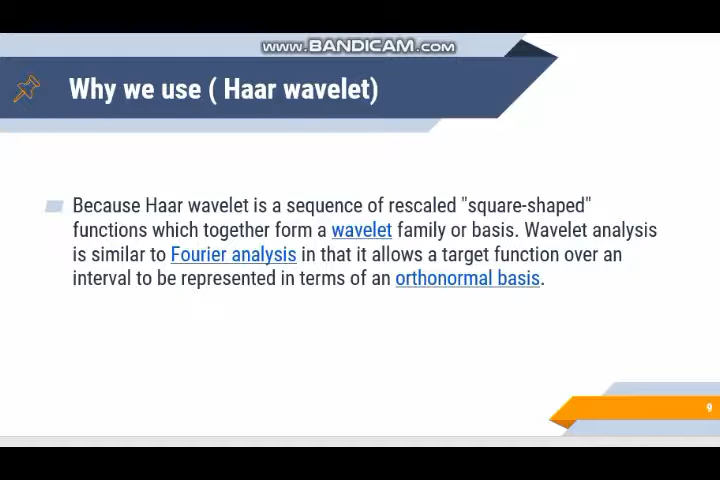 www.BANDICAM.com
Why we use ( Haar wavelet)
Because Haar wavelet is a sequence of rescaled "square-shaped"
functions which together form a wavelet family or basis. Wavelet analysis
is similar to Fourier analysis in that it allows a target function over an
interval to be represented in terms of an orthonormal basis.
9